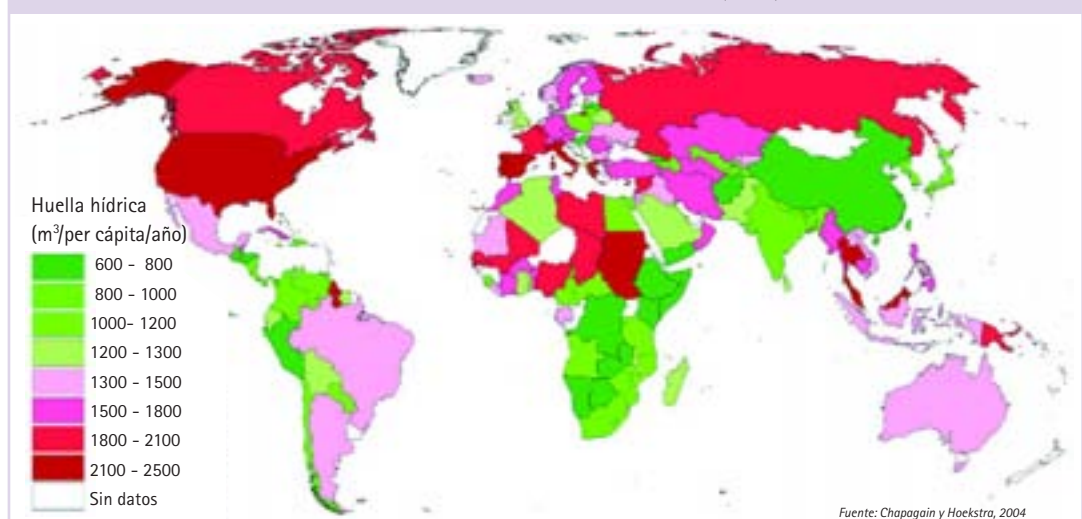 Huella hídrica
(m³/per cápita/año)
600 - 800
800 - 1000
1000- 1200
1200 - 1300
1300 - 1500
1500 - 1800
1800 - 2100
2100 - 2500
Sin datos
Fuente: Chapagain y Hoekstra, 2004